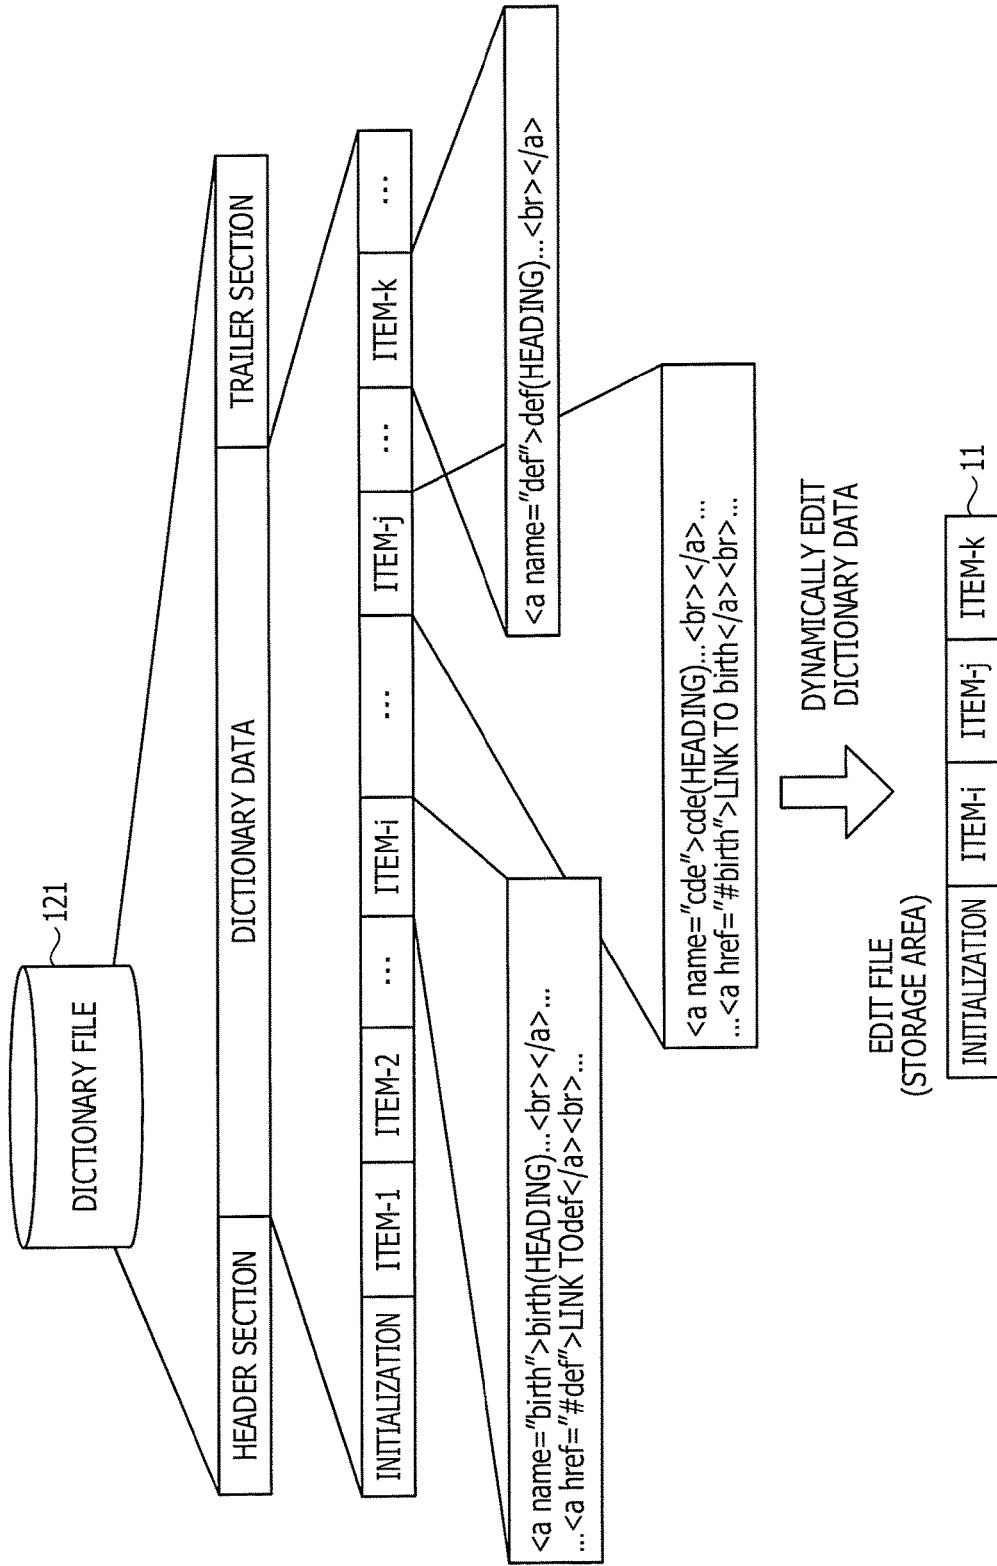 DICTIONARY FILE
121
HEADER SECTION
DICTIONARY DATA
TRAILER SECTION
INITIALIZATION
ITEM-1
ITEM-2
...
ITEM-i
...
ITEM-j
...
ITEM-k
...
<a name="birth">birth(HEADING)...<br></a>...
...<a href="#def">LINK TOdef</a><br>...
<a name="def">def(HEADING)...<br></a>
<a name="cde">cde(HEADING)...<br></a>...
...<a href="#birth">LINK TO birth</a><br>...
DYNAMICALLY EDIT
DICTIONARY DATA
EDIT FILE
(STORAGE AREA)
INITIALIZATION
ITEM-i
ITEM-j
ITEM-k
11